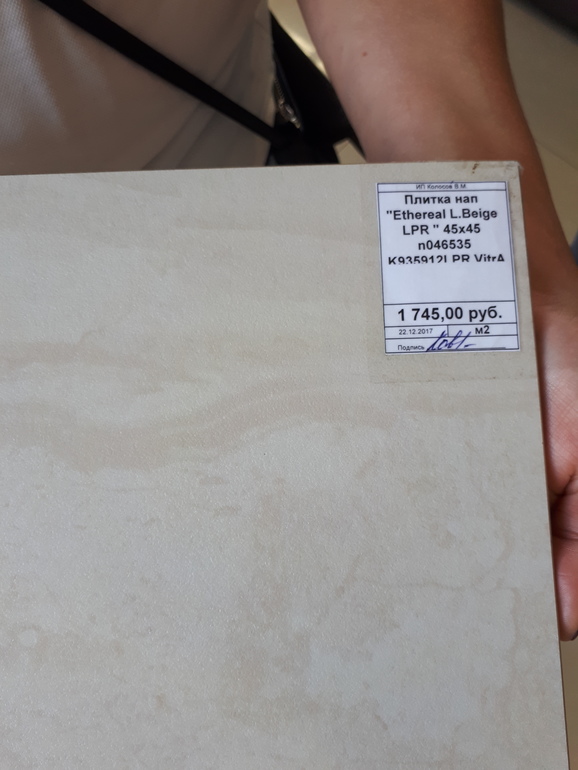 ИП Колосов В.М.
Плитка нап
"Ethereal L.Beige
LPR " 45x45
n046535
K935912LPR VitrA
1 745,00 руб.
22.12.2017 м2
Подпись